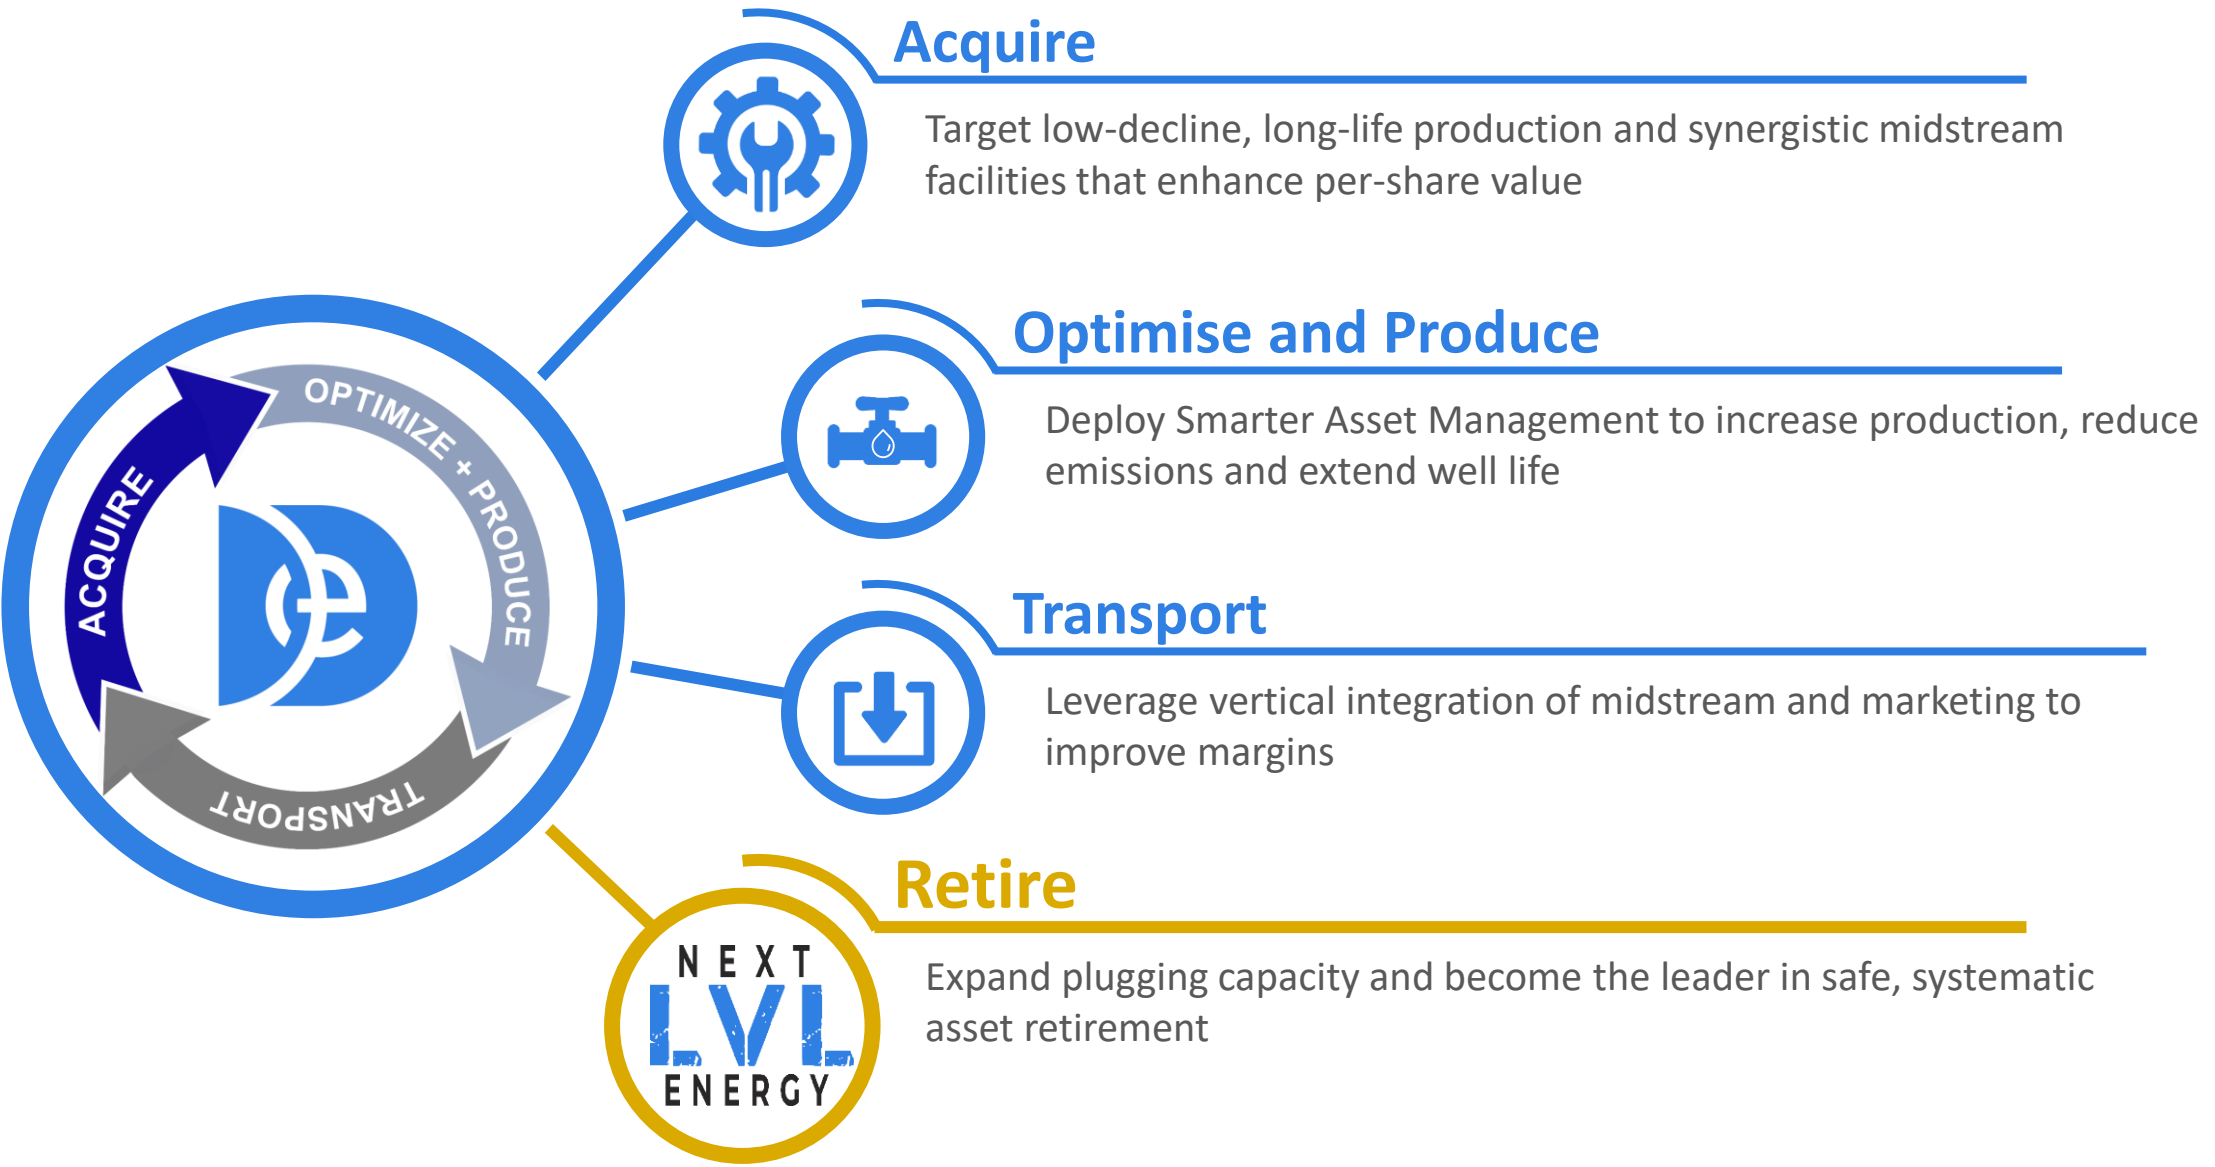 Acquire
Target low-decline, long-life production and synergistic midstream
facilities that enhance per-share value
Optimise and Produce
Deploy Smarter Asset Management to increase production, reduce
emissions and extend well life
Transport
Leverage vertical integration of midstream and marketing to
improve margins
Retire
Expand plugging capacity and become the leader in safe, systematic
asset retirement
ACQUIRE
OPTIMIZE + PRODUCE
TRANSPORT
De
NEXT
LVL
ENERGY